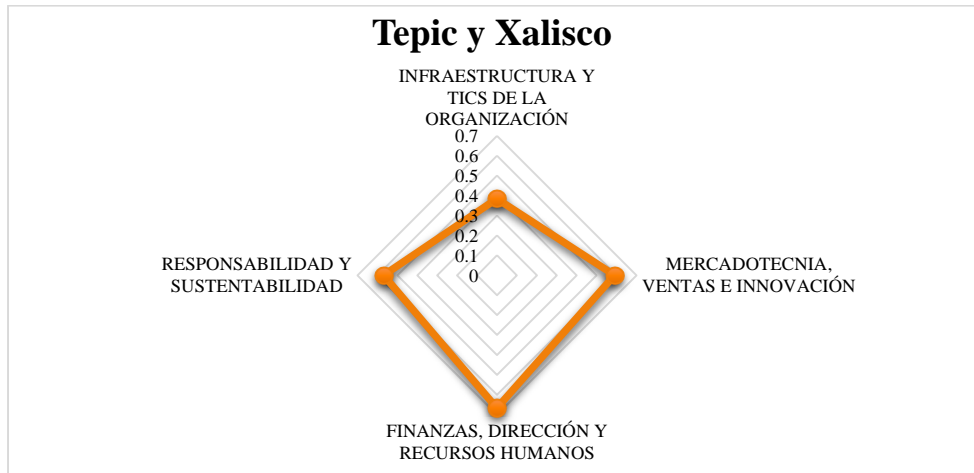 Tepic y Xalisco
INFRAESTRUCTURA Y
TICS DE LA
ORGANIZACIÓN
0.7
0.6
0.5
0.4
0.3
0.2
0.1
0
RESPONSABILIDAD Y
SUSTENTABILIDAD
MERCADOTECNIA,
VENTAS E INNOVACIÓN
FINANZAS, DIRECCIÓN Y
RECURSOS HUMANOS